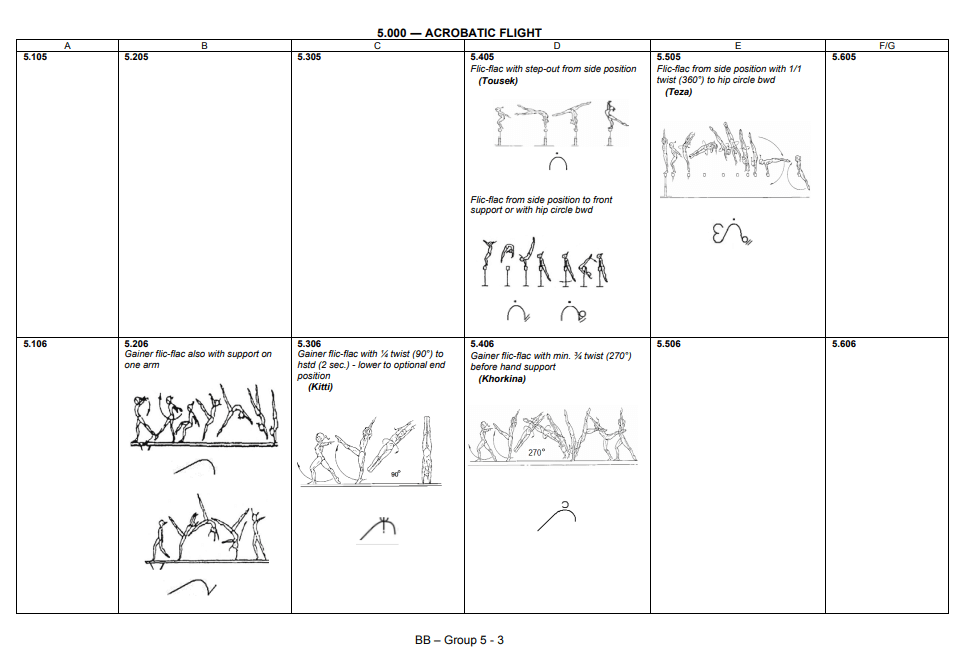 5.000 — ACROBATIC FLIGHT
A
B
C
D
E
F/G
5.105
5.205
5.305
5.405
Flic-flac with step-out from side position
(Tousek)
Flic-flac from side position to front
support or with hip circle bwd
5.505
Flic-flac from side position with 1/1
twist (360°) to hip circle bwd
(Teza)
5.605
5.106
5.206
Gainer flic-flac also with support on
one arm
5.306
Gainer flic-flac with ¼ twist (90°) to
hstd (2 sec.) - lower to optional end
position
(Kitti)
90°
5.406
Gainer flic-flac with min. ¾ twist (270°)
before hand support
(Khorkina)
270°
5.506
5.606
BB – Group 5 - 3